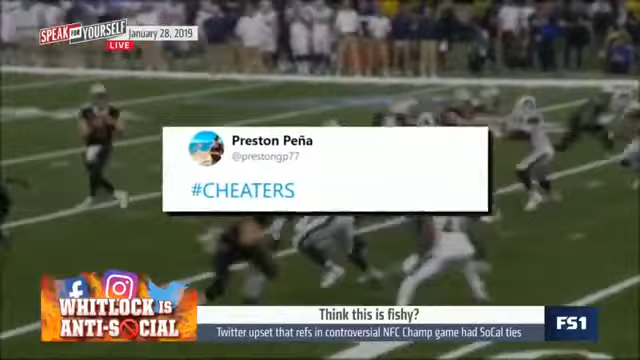 SPEAK FOR YOURSELF
January 28, 2019
LIVE
Preston Peña
@prestongp77
#CHEATERS
WHITLOCK IS
ANTI-SOCIAL
Think this is fishy?
Twitter upset that refs in controversial NFC Champ game had SoCal ties
FS1